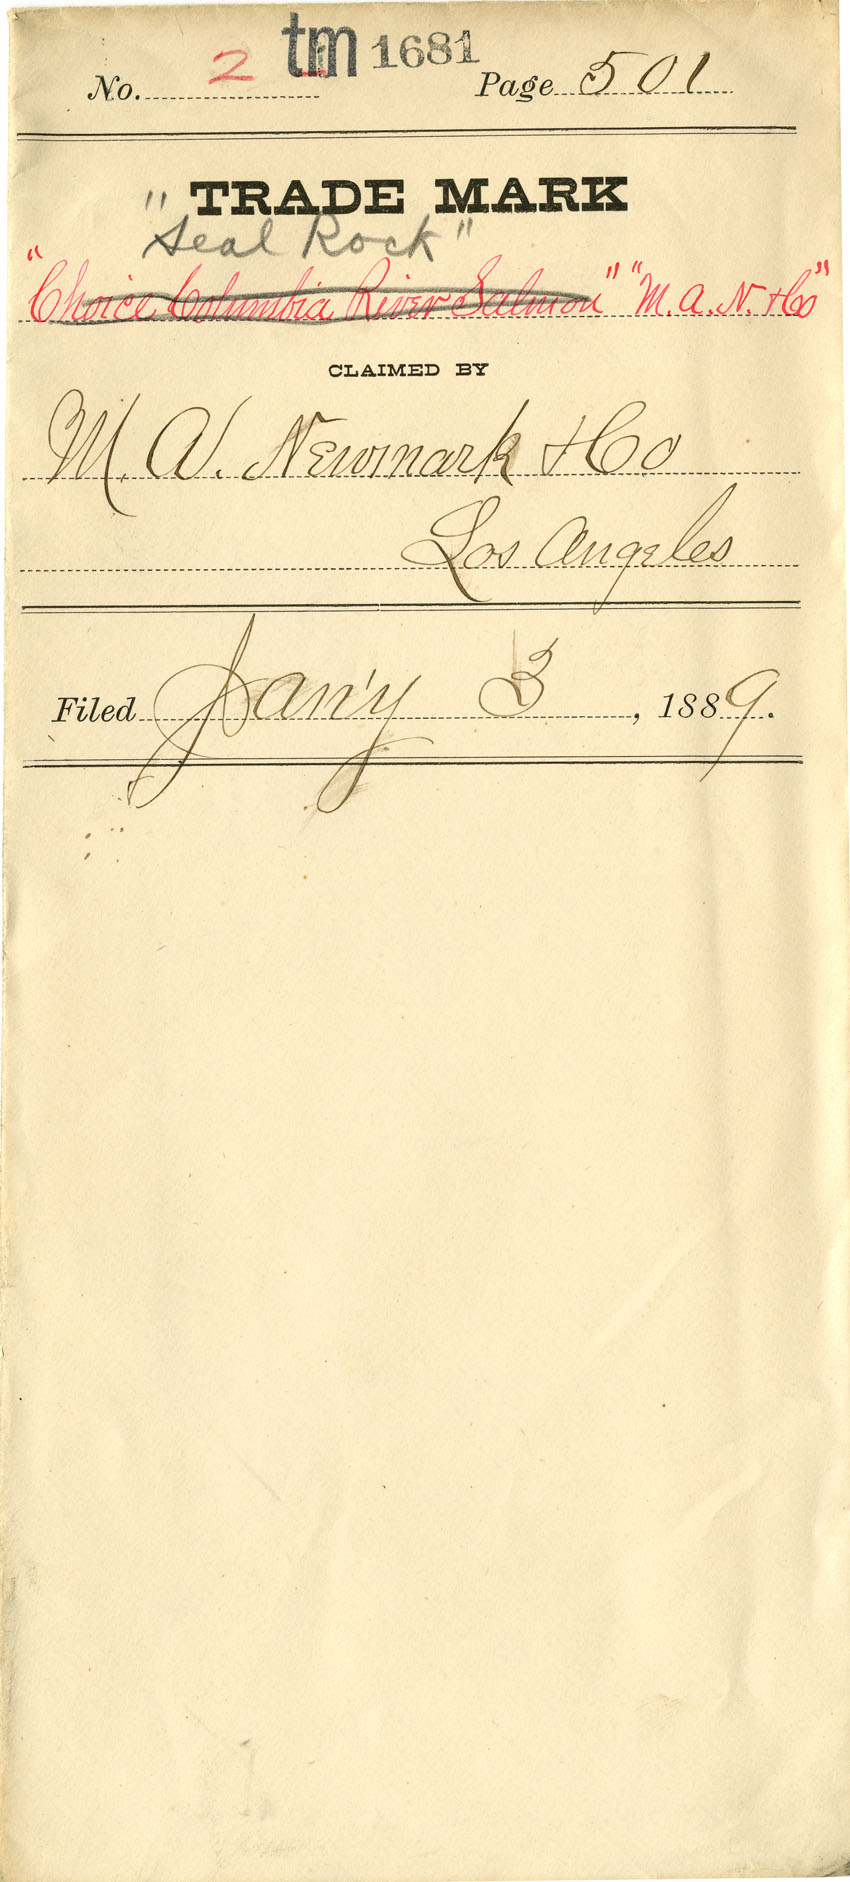 tm 1681
No. 2 Page 501
TRADE MARK
"Seal Rock"
"Choice Columbia River Salmon" "M. A. N. & Co"
CLAIMED BY
M. A. Newmark & Co
Los Angeles
Filed Jan'y 3, 1889.